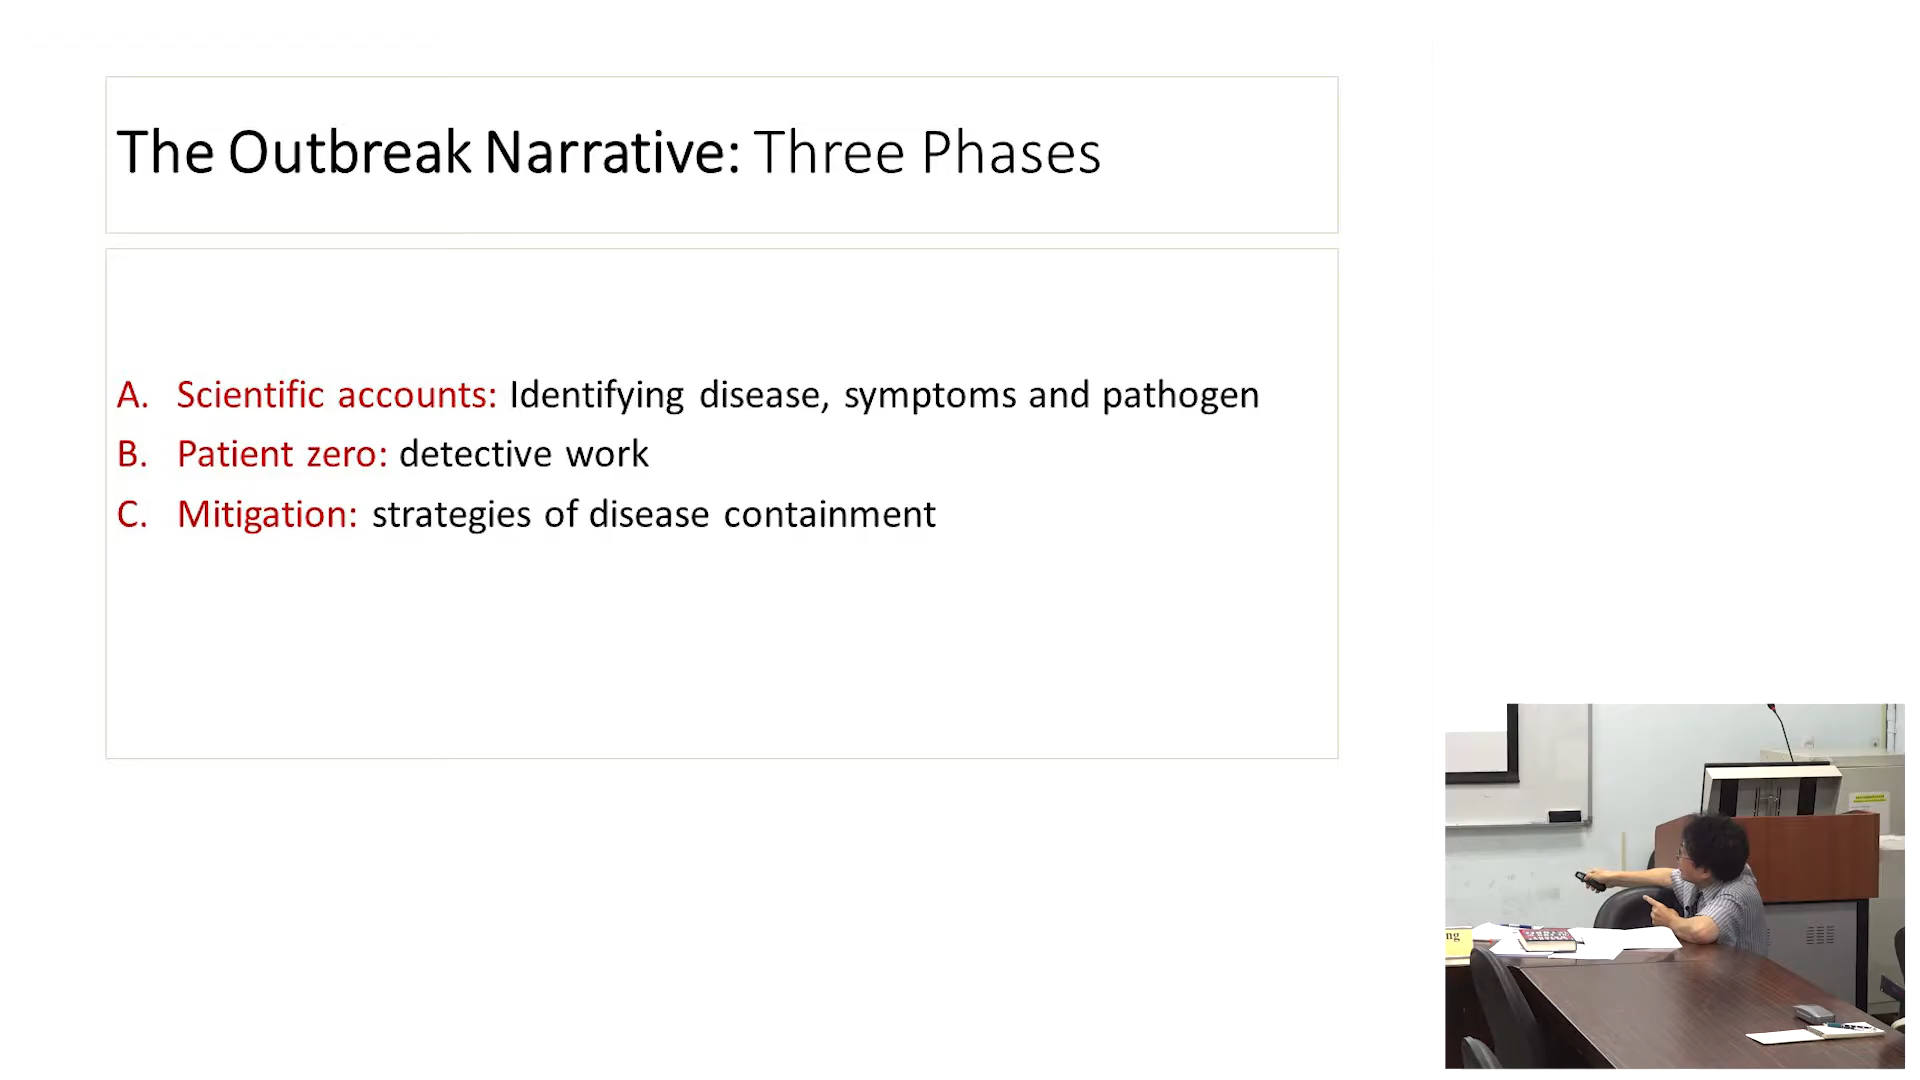 The Outbreak Narrative: Three Phases
A. Scientific accounts: Identifying disease, symptoms and pathogen
B. Patient zero: detective work
C. Mitigation: strategies of disease containment
ng